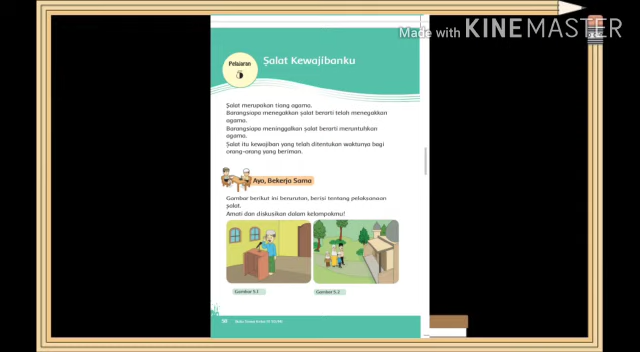 Made with KINEMASTER
Pelajaran
Ṣalat Kewajibanku
Ṣalat merupakan tiang agama.
Barangsiapa menegakkan ṣalat berarti telah menegakkan
agama.
Barangsiapa meninggalkan ṣalat berarti meruntuhkan
agama.
Ṣalat itu kewajiban yang telah ditentukan waktunya bagi
orang-orang yang beriman.
Ayo, Bekerja Sama
Gambar berikut ini berurutan, berisi tentang pelaksanaan
ṣalat.
Amati dan diskusikan dalam kelompokmu!
Gambar 5.1
Gambar 5.2
Buku Siswa Kelas